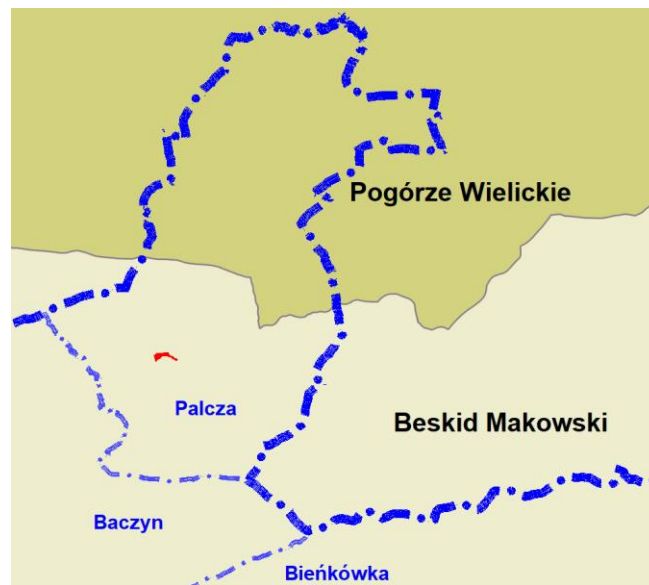 Pogórze Wielickie
Palcza
Beskid Makowski
Baczyn
Bieńkówka